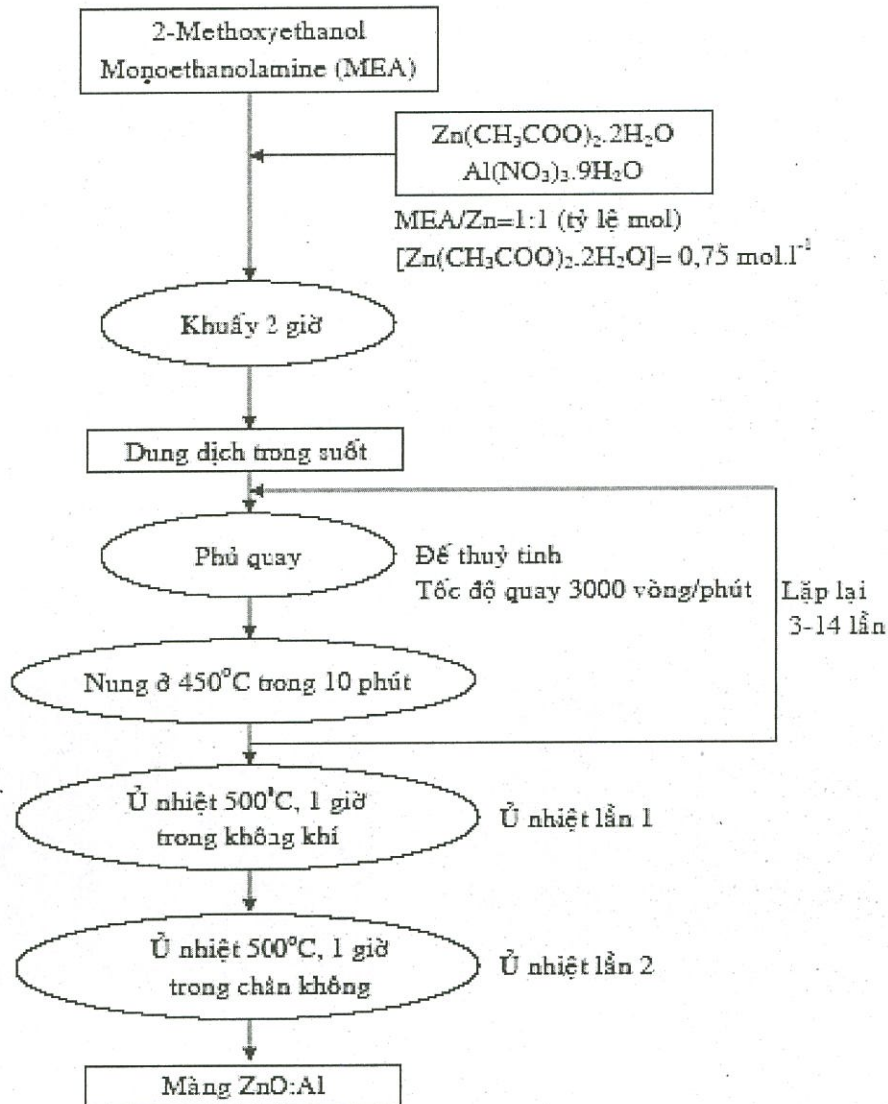 2-Methoxyethanol
Monoethanolamine (MEA)
Zn(CH₃COO)₂.2H₂O
Al(NO₃)₃.9H₂O
MEA/Zn=1:1 (tỷ lệ mol)
[Zn(CH₃COO)₂.2H₂O]= 0,75 mol.l⁻¹
Khuấy 2 giờ
Dung dịch trong suốt
Phủ quay
Đế thuỷ tinh
Tốc độ quay 3000 vòng/phút
Lặp lại
3-14 lần
Nung ở 450°C trong 10 phút
Ủ nhiệt 500°C, 1 giờ
trong không khí
Ủ nhiệt lần 1
Ủ nhiệt 500°C, 1 giờ
trong chân không
Ủ nhiệt lần 2
Màng ZnO:Al